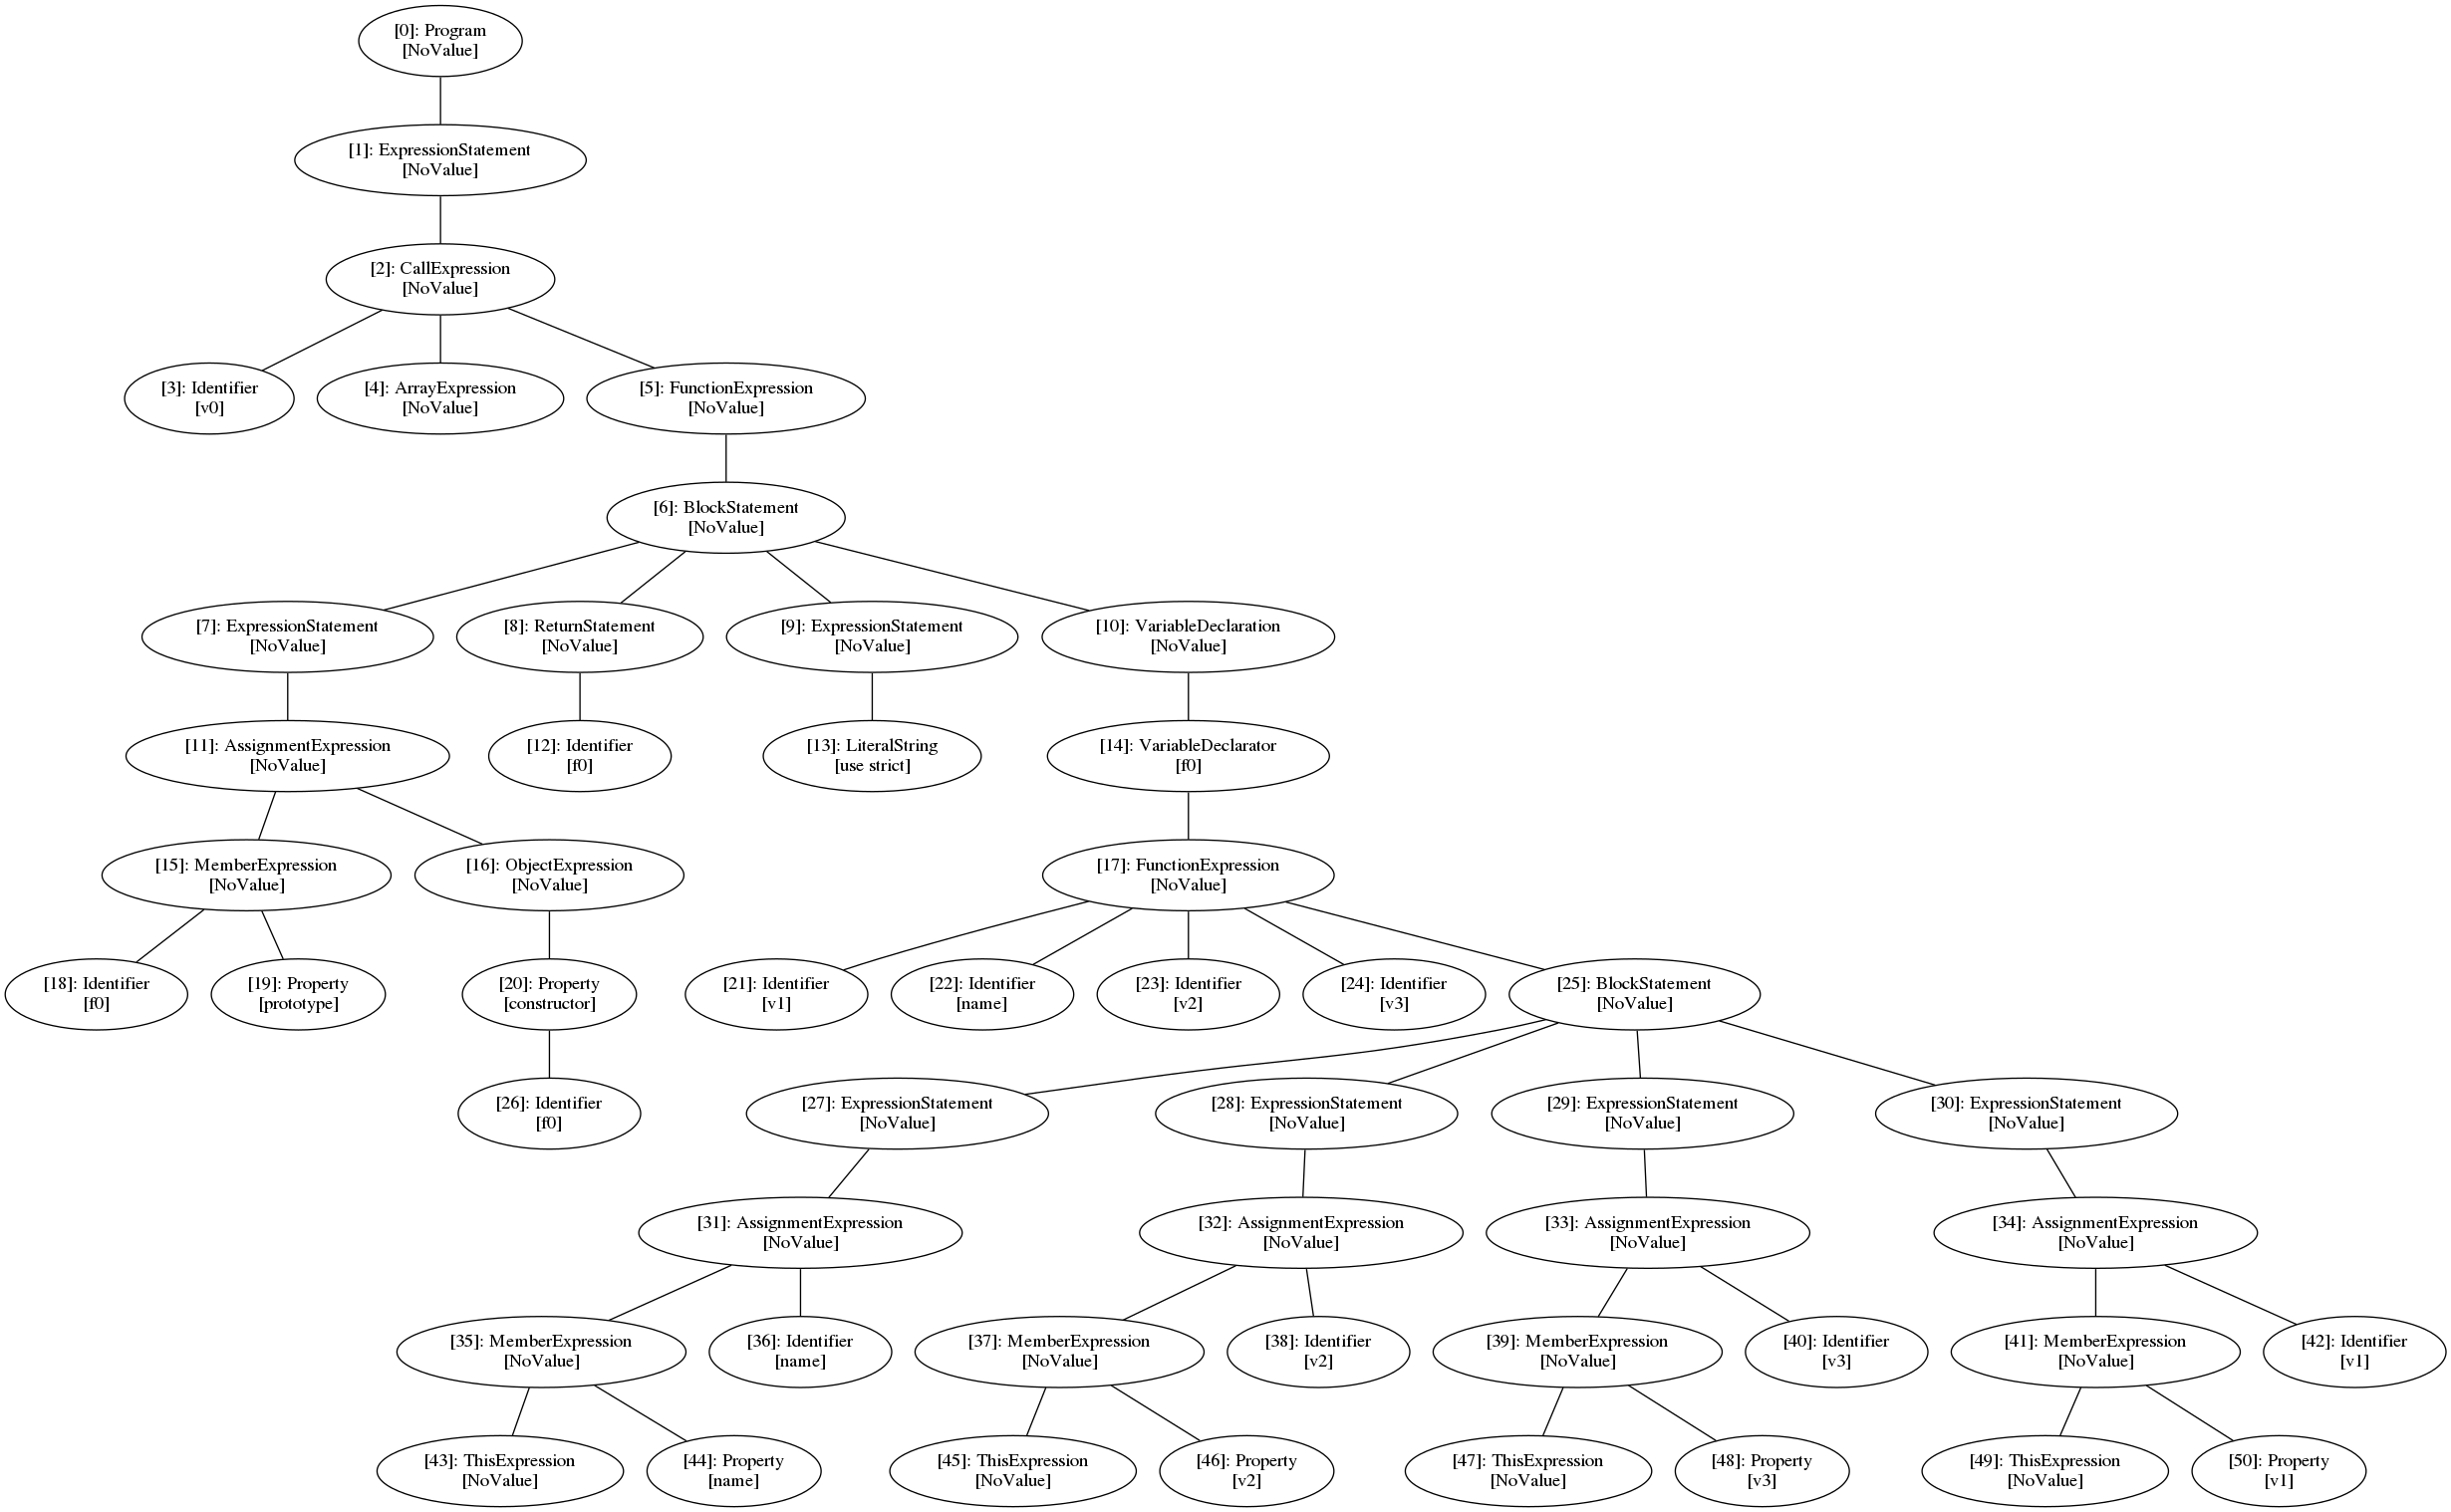 [0]: Program
[NoValue]
[1]: ExpressionStatement
[NoValue]
[2]: CallExpression
[NoValue]
[3]: Identifier
[v0]
[4]: ArrayExpression
[NoValue]
[5]: FunctionExpression
[NoValue]
[6]: BlockStatement
[NoValue]
[7]: ExpressionStatement
[NoValue]
[8]: ReturnStatement
[NoValue]
[9]: ExpressionStatement
[NoValue]
[10]: VariableDeclaration
[NoValue]
[11]: AssignmentExpression
[NoValue]
[12]: Identifier
[f0]
[13]: LiteralString
[use strict]
[14]: VariableDeclarator
[f0]
[15]: MemberExpression
[NoValue]
[16]: ObjectExpression
[NoValue]
[17]: FunctionExpression
[NoValue]
[18]: Identifier
[f0]
[19]: Property
[prototype]
[20]: Property
[constructor]
[21]: Identifier
[v1]
[22]: Identifier
[name]
[23]: Identifier
[v2]
[24]: Identifier
[v3]
[25]: BlockStatement
[NoValue]
[26]: Identifier
[f0]
[27]: ExpressionStatement
[NoValue]
[28]: ExpressionStatement
[NoValue]
[29]: ExpressionStatement
[NoValue]
[30]: ExpressionStatement
[NoValue]
[31]: AssignmentExpression
[NoValue]
[32]: AssignmentExpression
[NoValue]
[33]: AssignmentExpression
[NoValue]
[34]: AssignmentExpression
[NoValue]
[35]: MemberExpression
[NoValue]
[36]: Identifier
[name]
[37]: MemberExpression
[NoValue]
[38]: Identifier
[v2]
[39]: MemberExpression
[NoValue]
[40]: Identifier
[v3]
[41]: MemberExpression
[NoValue]
[42]: Identifier
[v1]
[43]: ThisExpression
[NoValue]
[44]: Property
[name]
[45]: ThisExpression
[NoValue]
[46]: Property
[v2]
[47]: ThisExpression
[NoValue]
[48]: Property
[v3]
[49]: ThisExpression
[NoValue]
[50]: Property
[v1]